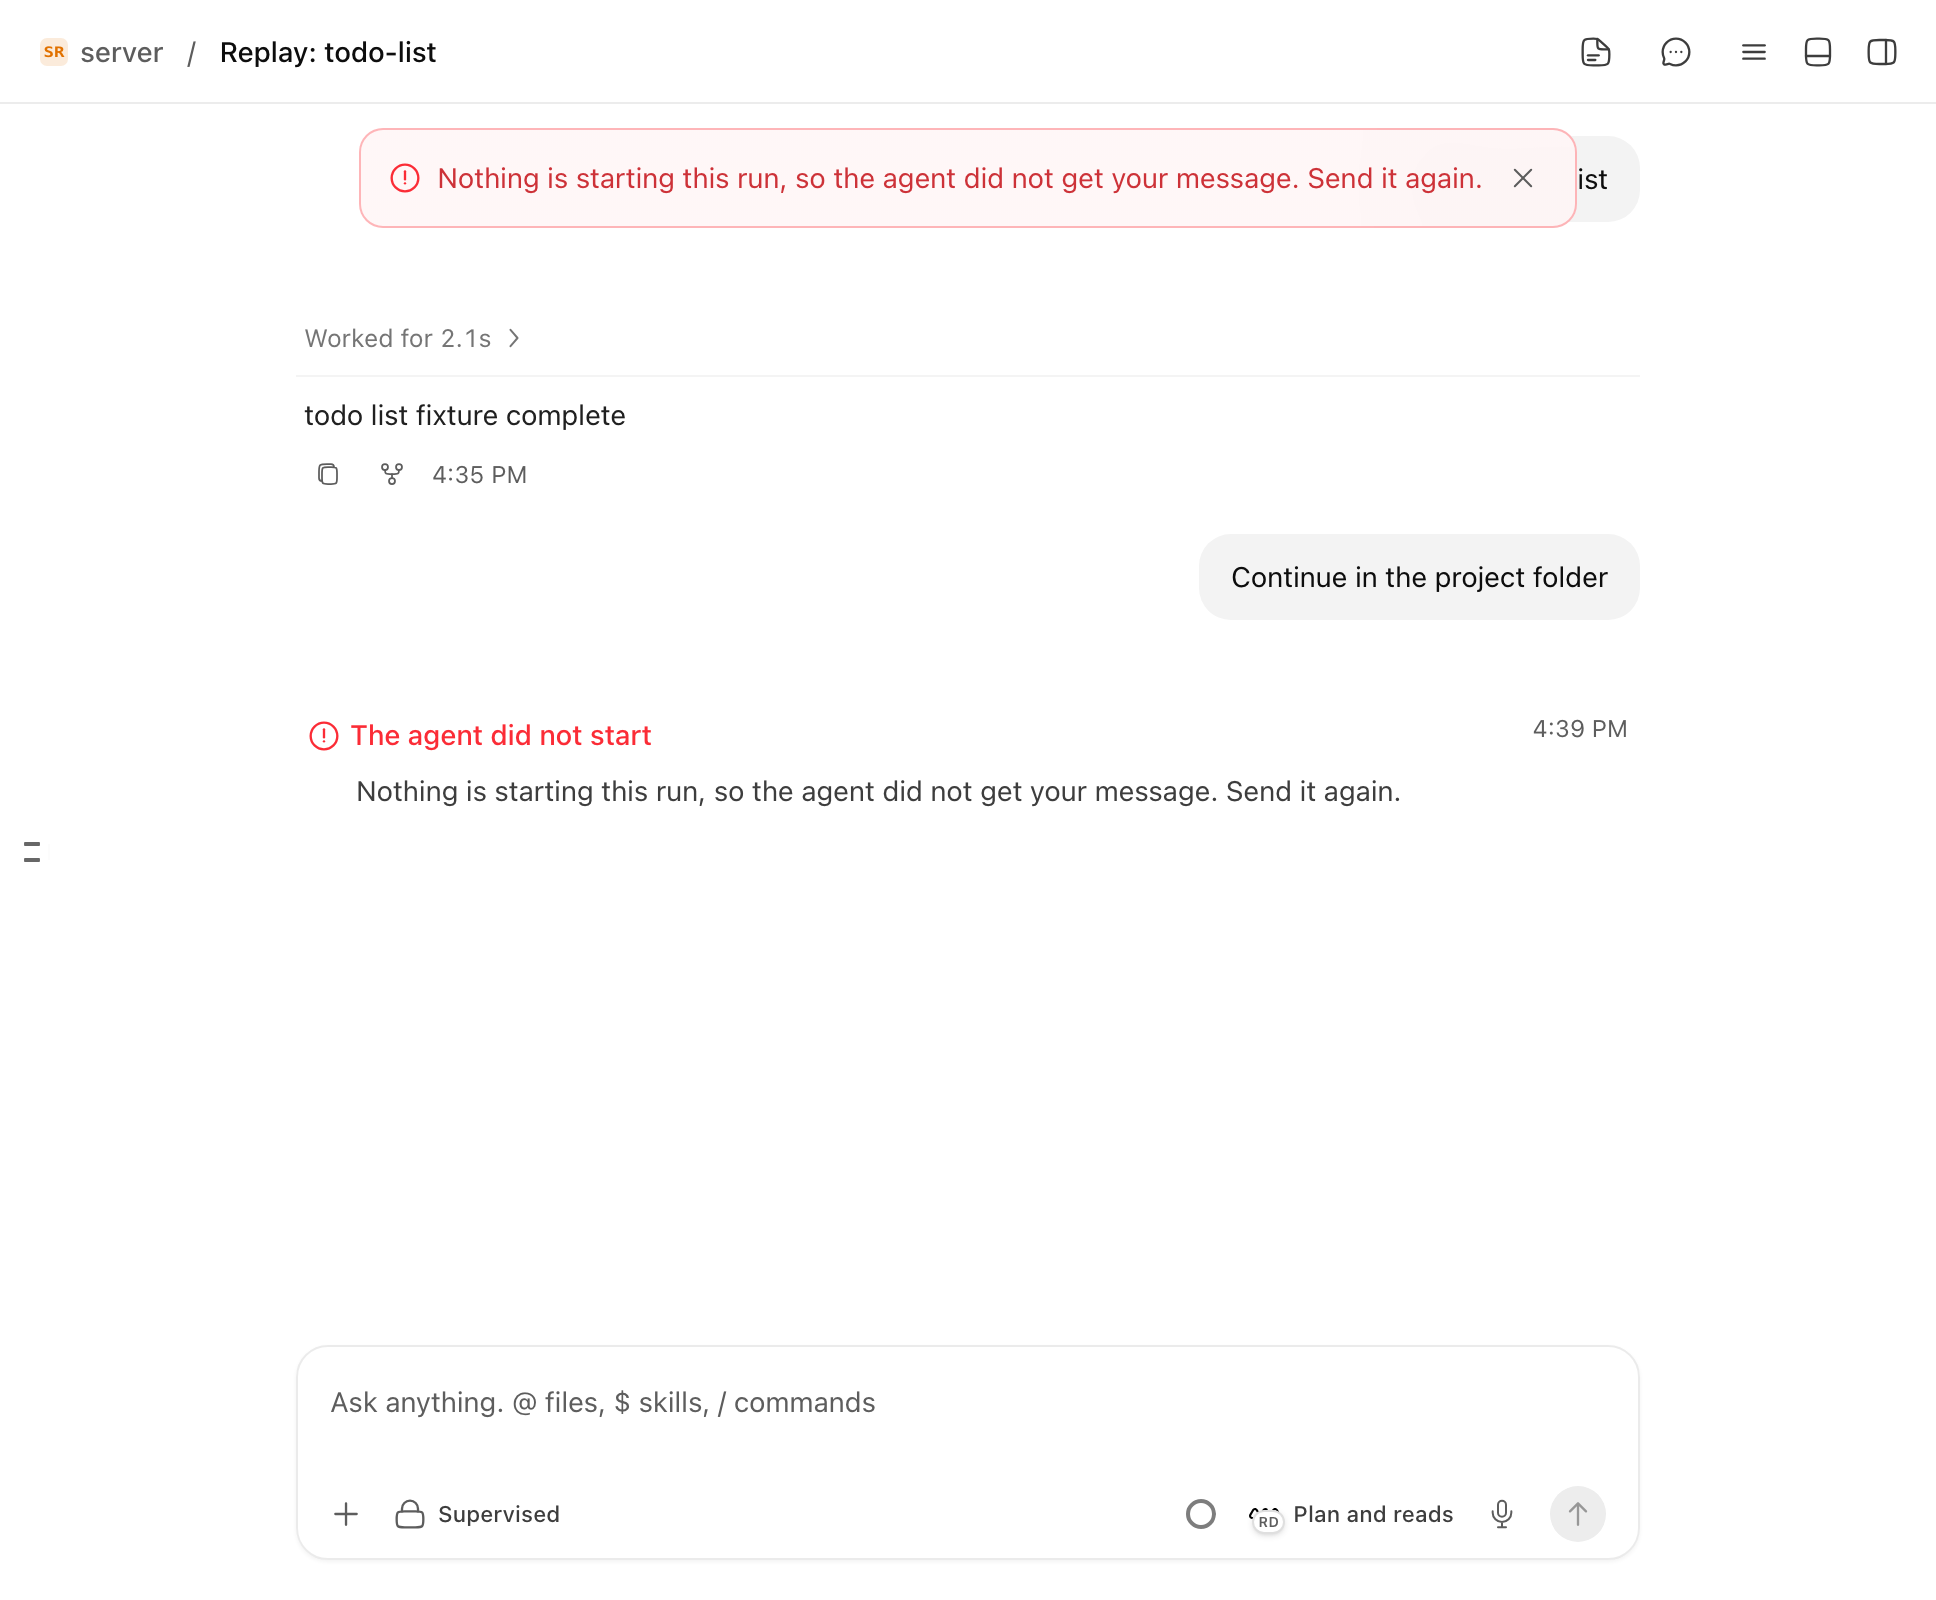 SR server / Replay: todo-list
Nothing is starting this run, so the agent did not get your message. Send it again.
ist
Worked for 2.1s
todo list fixture complete
4:35 PM
Continue in the project folder
The agent did not start
4:39 PM
Nothing is starting this run, so the agent did not get your message. Send it again.
Ask anything. @ files, $ skills, / commands
Supervised
RD Plan and reads